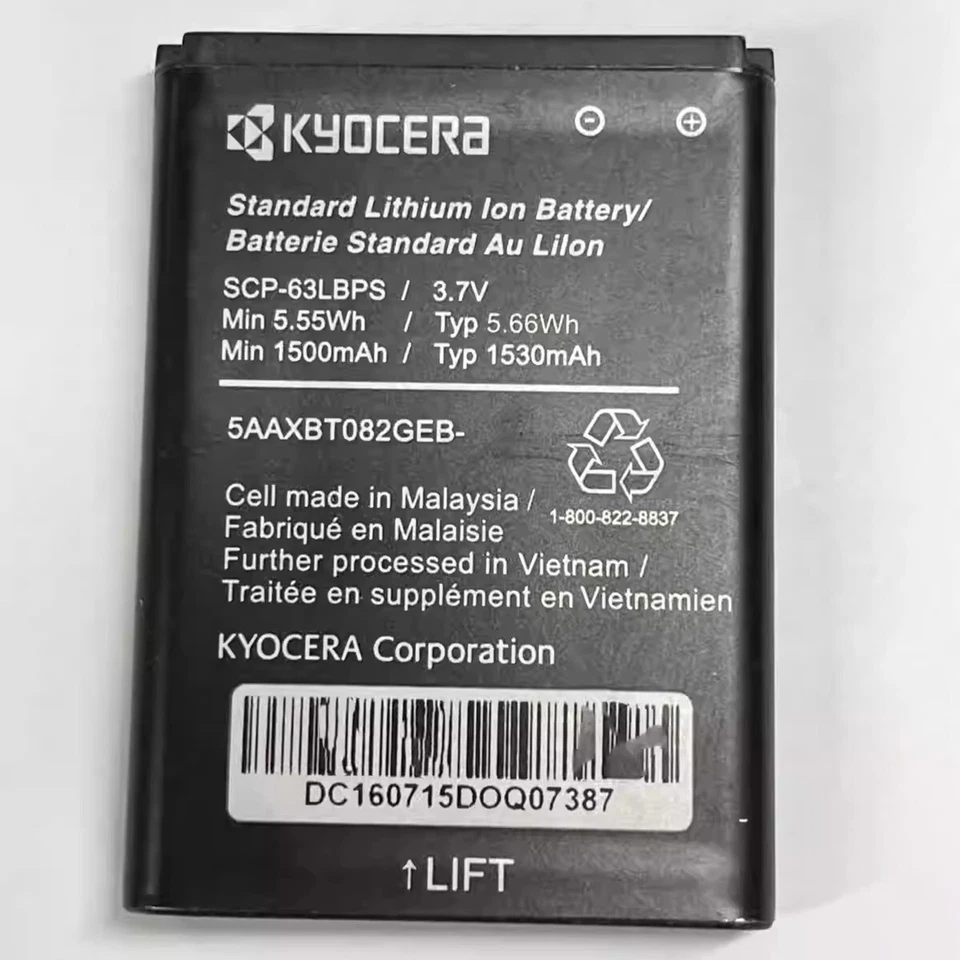 KYOCERA
Standard Lithium Ion Battery/
Batterie Standard Au LiIon
SCP-63LBPS / 3.7V
Min 5.55Wh / Typ 5.66Wh
Min 1500mAh / Typ 1530mAh
5AAXBT082GEB-
1-800-822-8837
Cell made in Malaysia /
Fabriqué en Malaisie
Further processed in Vietnam /
Traitée en supplément en Vietnamien
KYOCERA Corporation
DC160715DOQ07387
↑LIFT